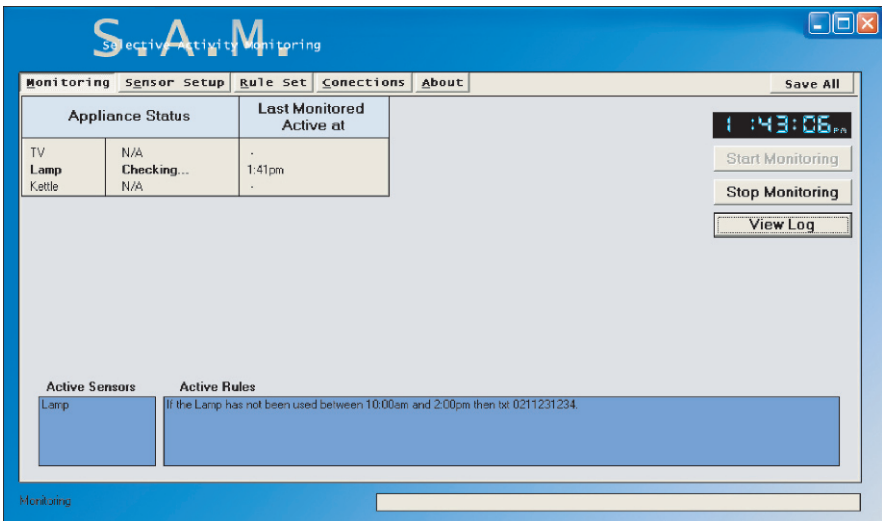 S.A.M.
Selective Activity Monitoring
Monitoring Sensor Setup Rule Set Conections About Save All
Appliance Status Last Monitored Active at
TV N/A -
Lamp Checking... 1:41pm
Kettle N/A -
1:43:06 PM
Start Monitoring
Stop Monitoring
View Log
Active Sensors Active Rules
Lamp If the Lamp has not been used between 10:00am and 2:00pm then txt 0211231234.
Monitoring